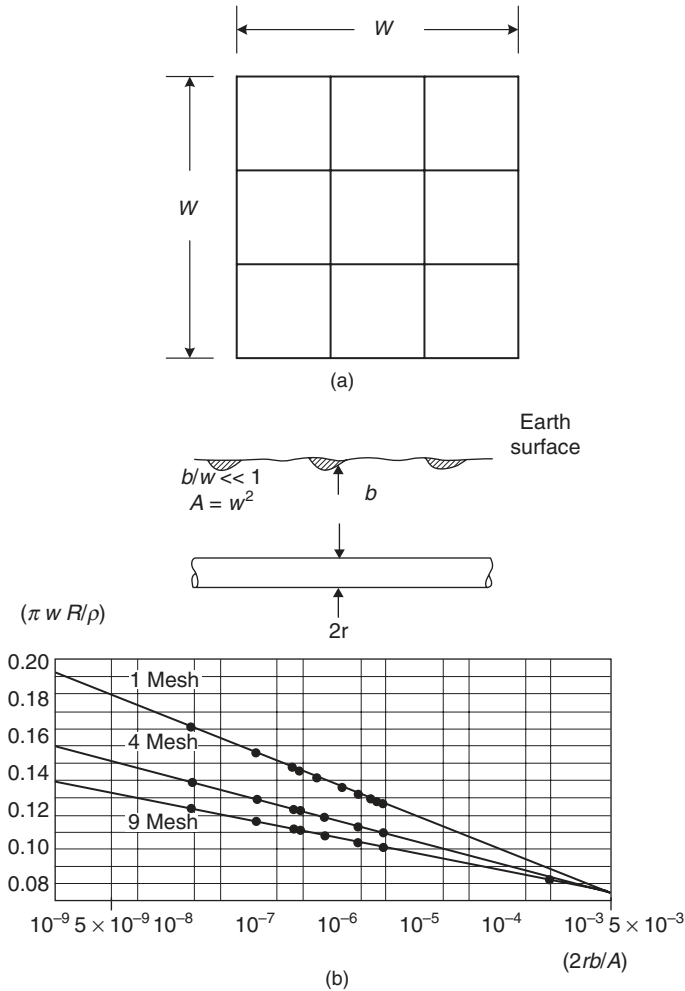 W
W
(a)
Earth
surface
b/w << 1
A = w²
b
2r
(π w R/ρ)
0.20
1 Mesh
0.18
0.16
4 Mesh
0.14
0.12
9 Mesh
0.10
0.08
10⁻⁹ 5 × 10⁻⁹ 10⁻⁸ 10⁻⁷ 10⁻⁶ 10⁻⁵ 10⁻⁴ 10⁻³ 5 × 10⁻³
(2rb/A)
(b)